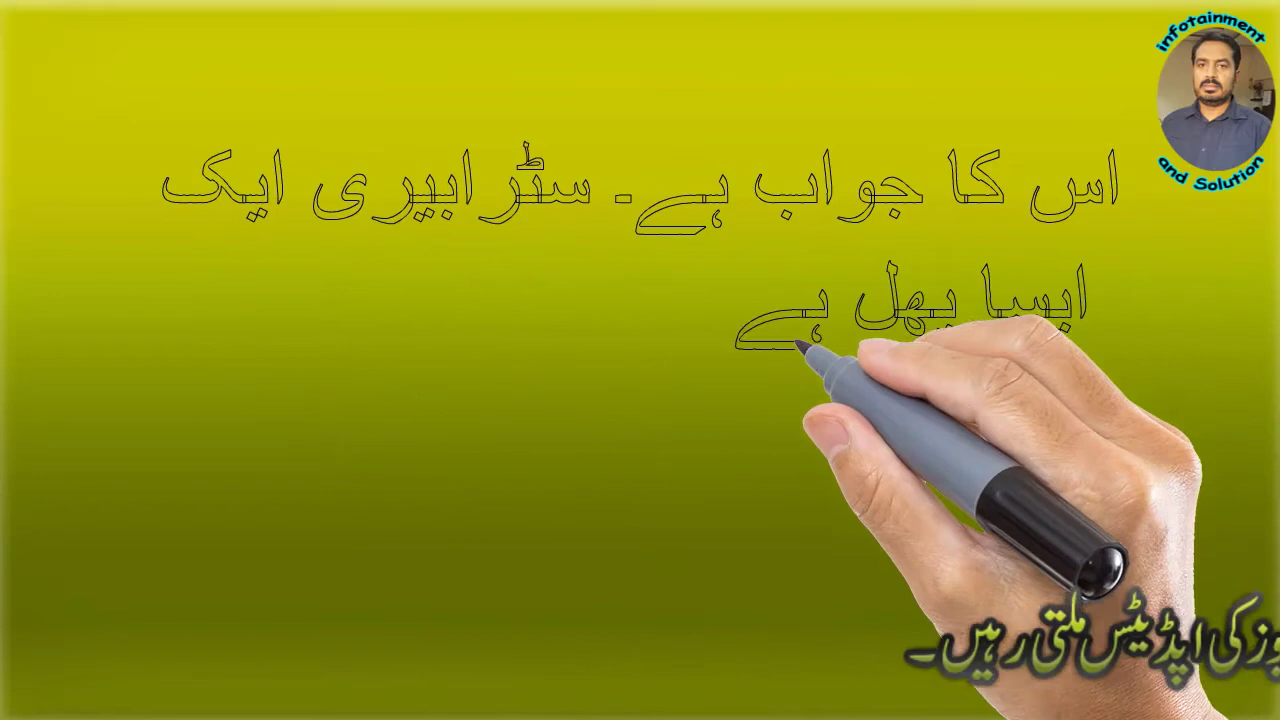 infotainment
and Solution
اس کا جواب ہے۔ سٹرابیری ایک
ایسا پھل ہے
کی اپڈیٹس ملتی رہیں۔